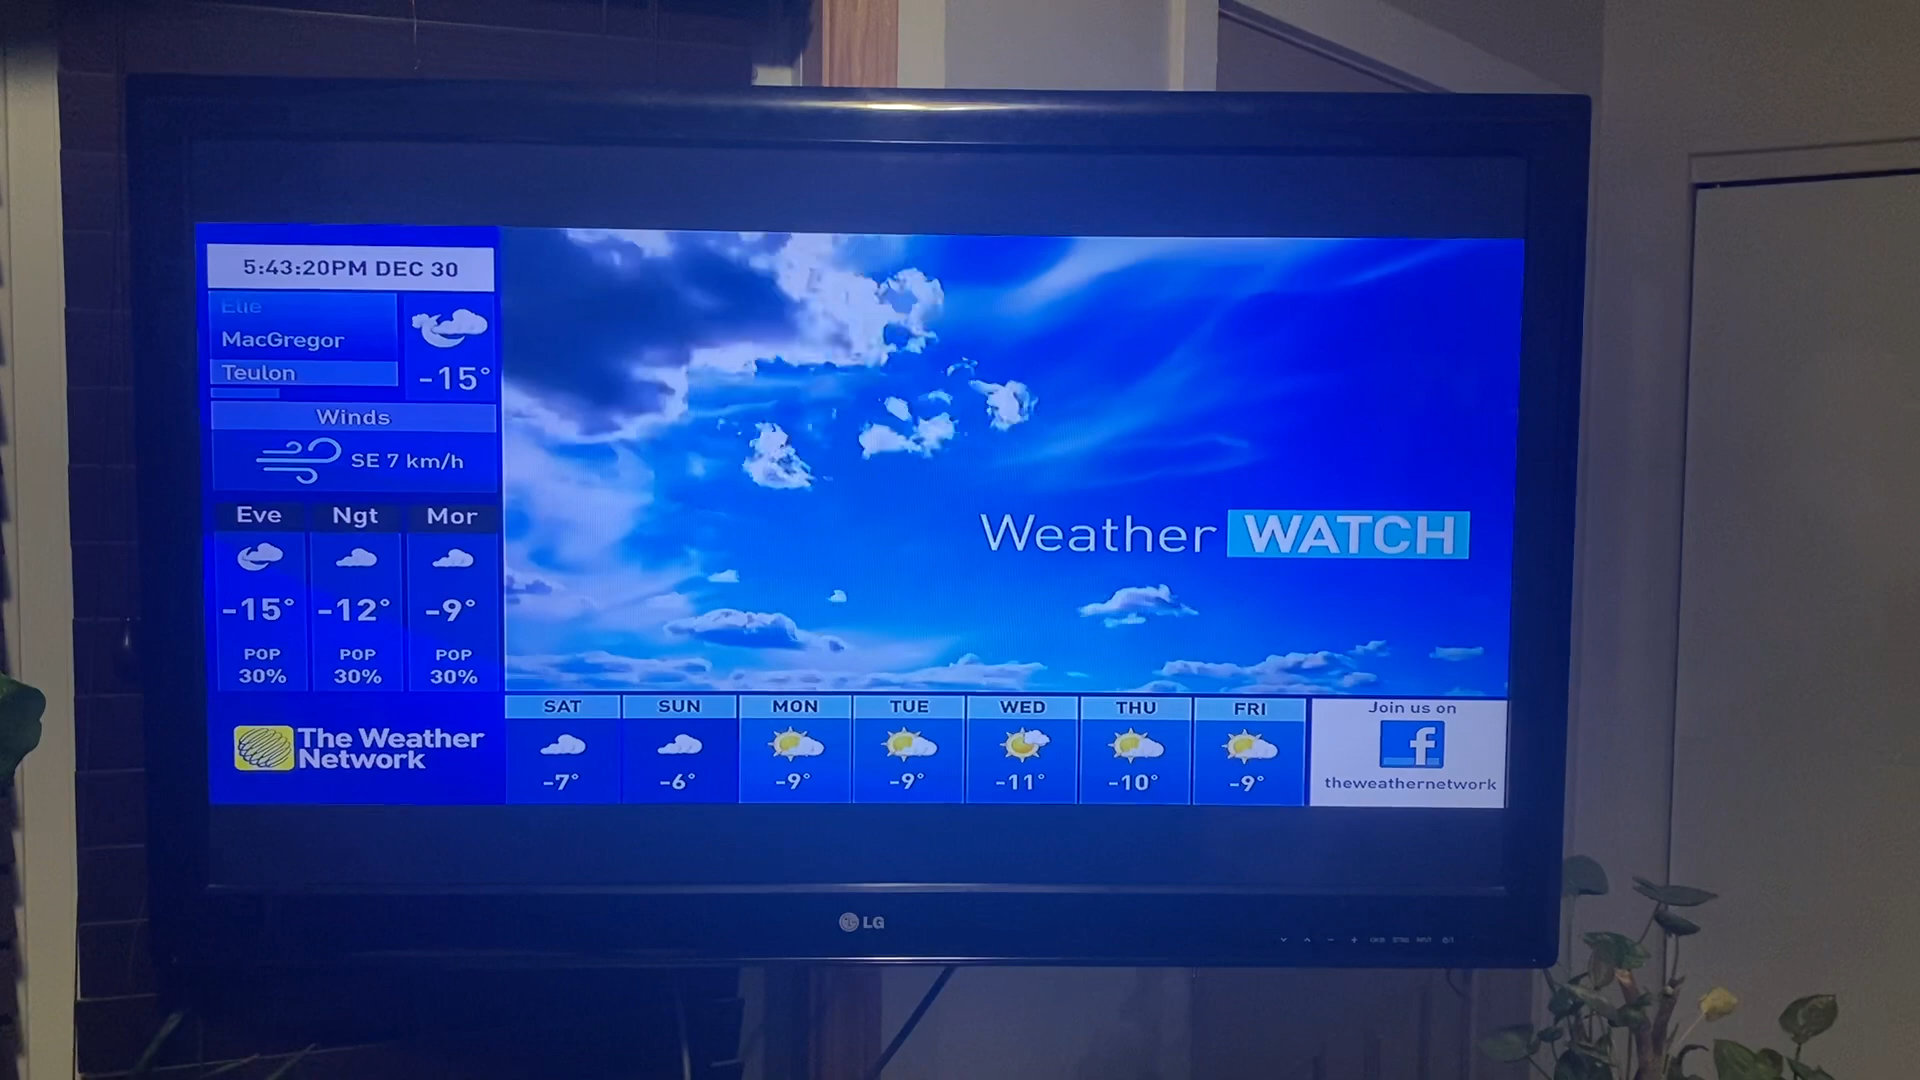 5:43:20PM DEC 30
Elie
MacGregor
Teulon
-15°
Winds
SE 7 km/h
Eve Ngt Mor
-15° -12° -9°
POP POP POP
30% 30% 30%
The Weather
Network
Weather WATCH
SAT SUN MON TUE WED THU FRI
-7° -6° -9° -9° -11° -10° -9°
Join us on
f
theweathernetwork
LG